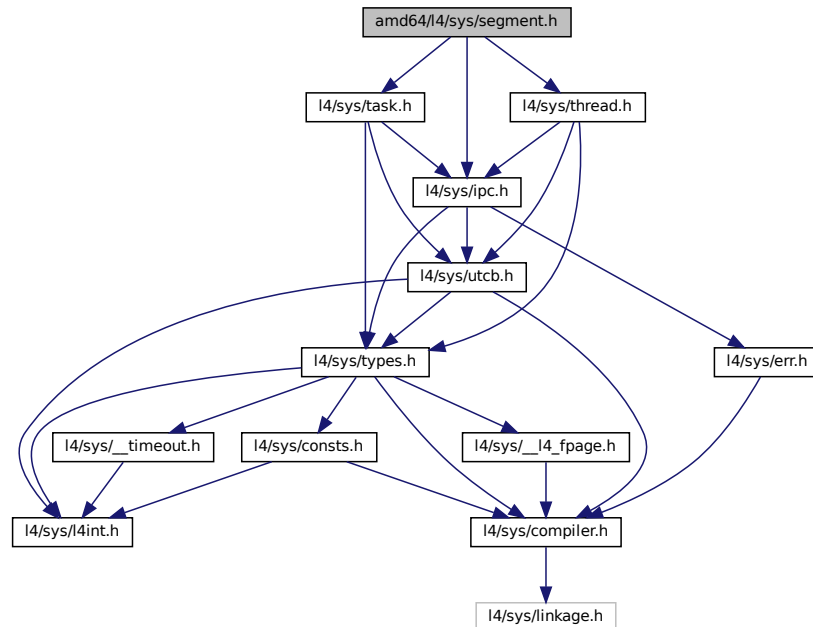 amd64/l4/sys/segment.h
l4/sys/task.h
l4/sys/thread.h
l4/sys/ipc.h
l4/sys/utcb.h
l4/sys/types.h
l4/sys/err.h
l4/sys/__timeout.h
l4/sys/consts.h
l4/sys/__l4_fpage.h
l4/sys/l4int.h
l4/sys/compiler.h
l4/sys/linkage.h